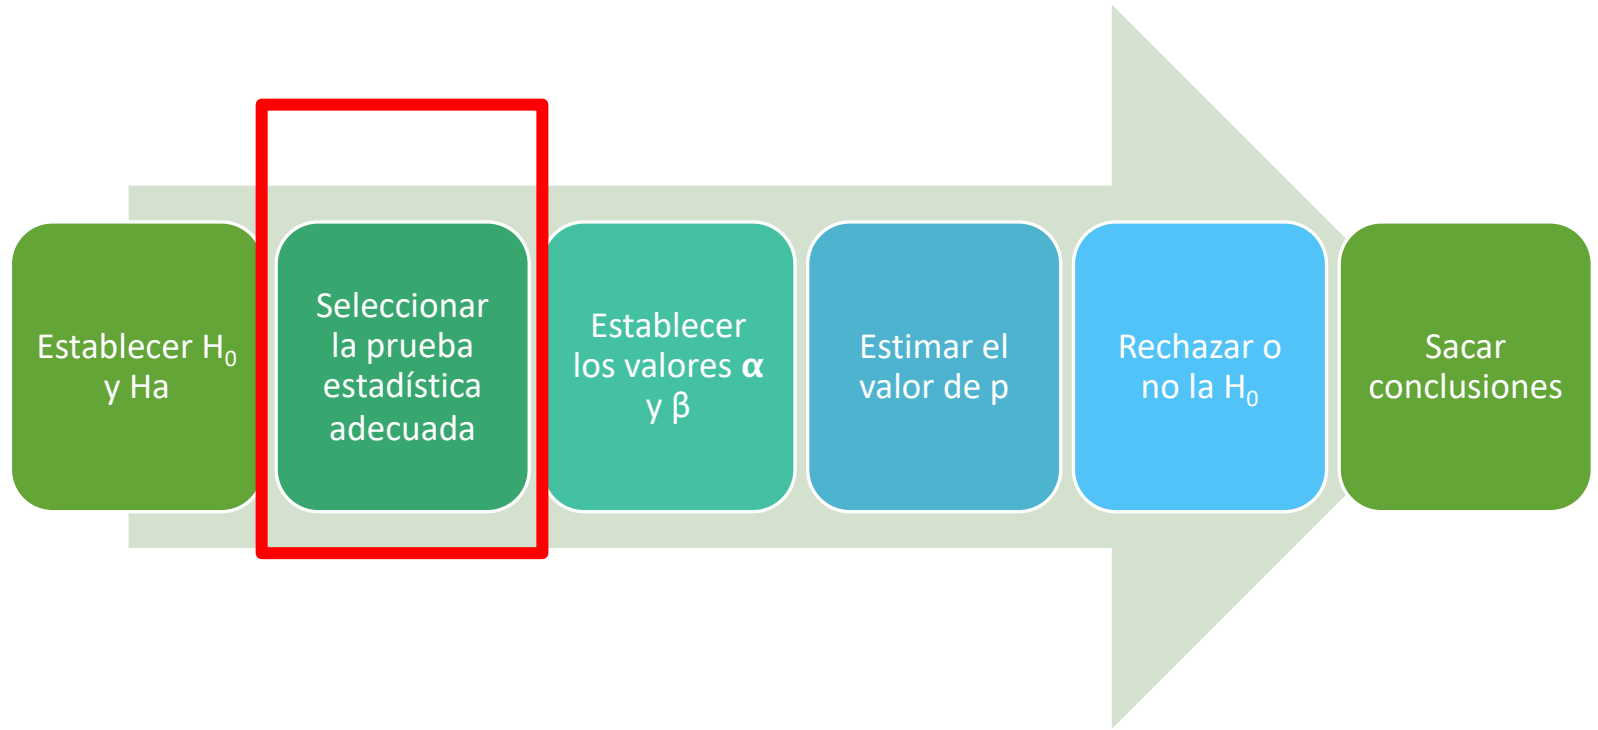 Establecer H₀
y Ha
Seleccionar
la prueba
estadística
adecuada
Establecer
los valores α
y β
Estimar el
valor de p
Rechazar o
no la H₀
Sacar
conclusiones